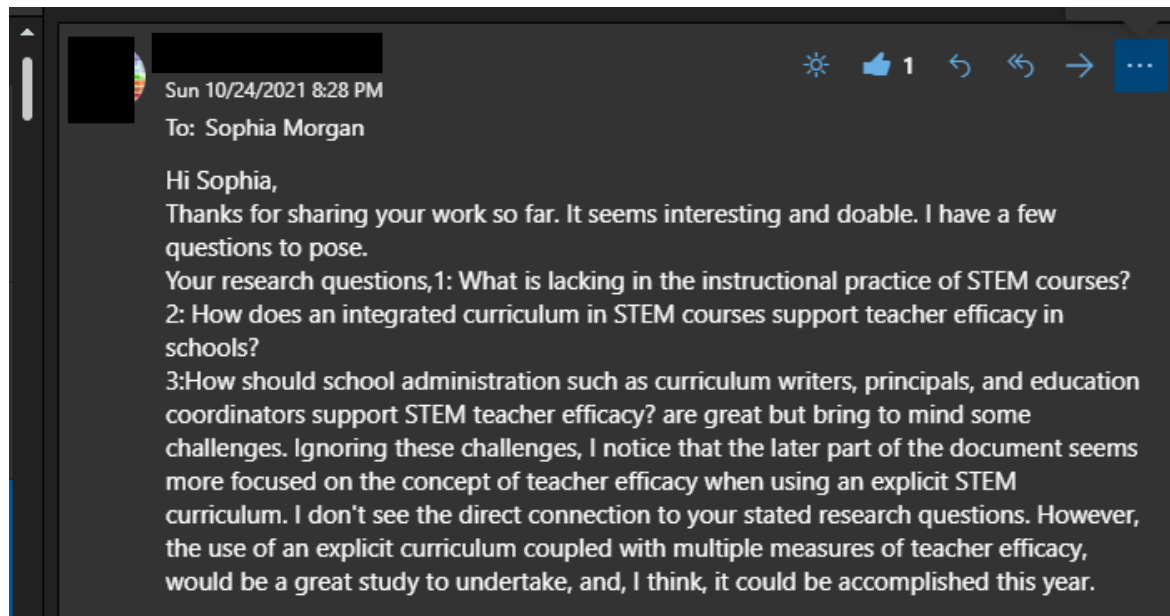 1
Sun 10/24/2021 8:28 PM
To: Sophia Morgan
Hi Sophia,
Thanks for sharing your work so far. It seems interesting and doable. I have a few
questions to pose.
Your research questions,1: What is lacking in the instructional practice of STEM courses?
2: How does an integrated curriculum in STEM courses support teacher efficacy in
schools?
3:How should school administration such as curriculum writers, principals, and education
coordinators support STEM teacher efficacy? are great but bring to mind some
challenges. Ignoring these challenges, I notice that the later part of the document seems
more focused on the concept of teacher efficacy when using an explicit STEM
curriculum. I don't see the direct connection to your stated research questions. However,
the use of an explicit curriculum coupled with multiple measures of teacher efficacy,
would be a great study to undertake, and, I think, it could be accomplished this year.